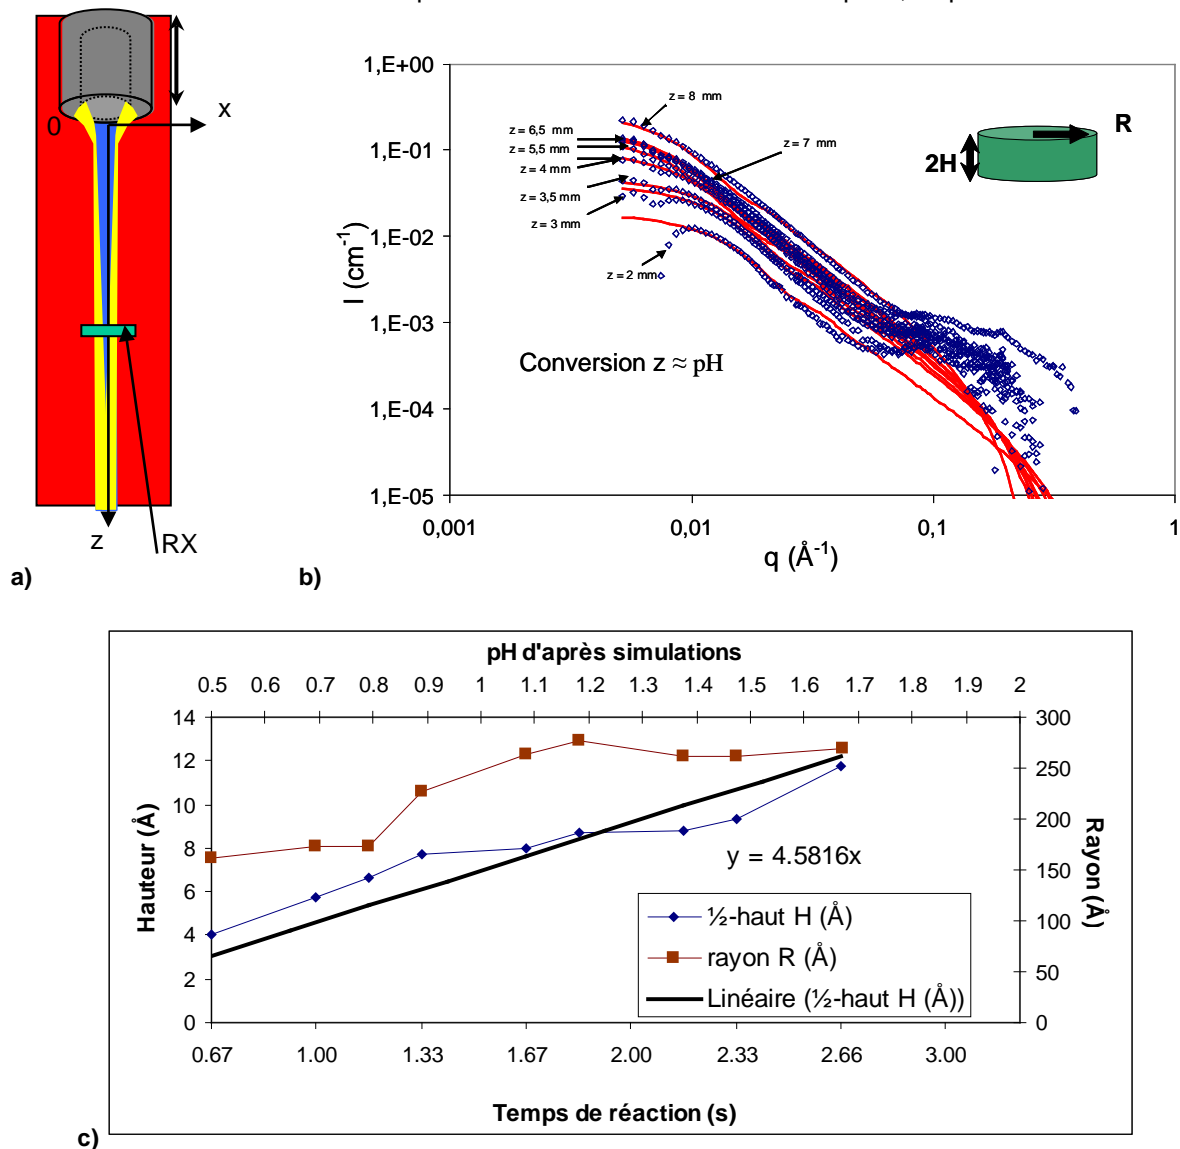 0
x
z
RX
a)
1,E+00
1,E-01
1,E-02
1,E-03
1,E-04
1,E-05
I (cm-1)
z = 8 mm
z = 6,5 mm
z = 5,5 mm
z = 4 mm
z = 3,5 mm
z = 3 mm
z = 2 mm
z = 7 mm
R
2H
Conversion z ≈ pH
0,001
0,01
0,1
1
q (Å-1)
b)
pH d'après simulations
0.5 0.6 0.7 0.8 0.9 1 1.1 1.2 1.3 1.4 1.5 1.6 1.7 1.8 1.9 2
14
12
10
8
6
4
2
0
Hauteur (Å)
300
250
200
150
100
50
0
Rayon (Å)
y = 4.5816x
½-haut H (Å)
rayon R (Å)
Linéaire (½-haut H (Å))
0.67 1.00 1.33 1.67 2.00 2.33 2.66 3.00
Temps de réaction (s)
c)